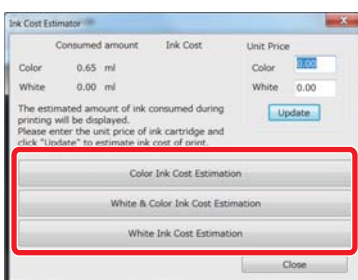 Ink Cost Estimator
Consumed amount Ink Cost Unit Price
Color 0.65 ml Color 0.00
White 0.00 ml White 0.00
The estimated amount of ink consumed during
printing will be displayed.
Please enter the unit price of ink cartridge and
click "Update" to estimate ink cost of print.
Update
Color Ink Cost Estimation
White & Color Ink Cost Estimation
White Ink Cost Estimation
Close